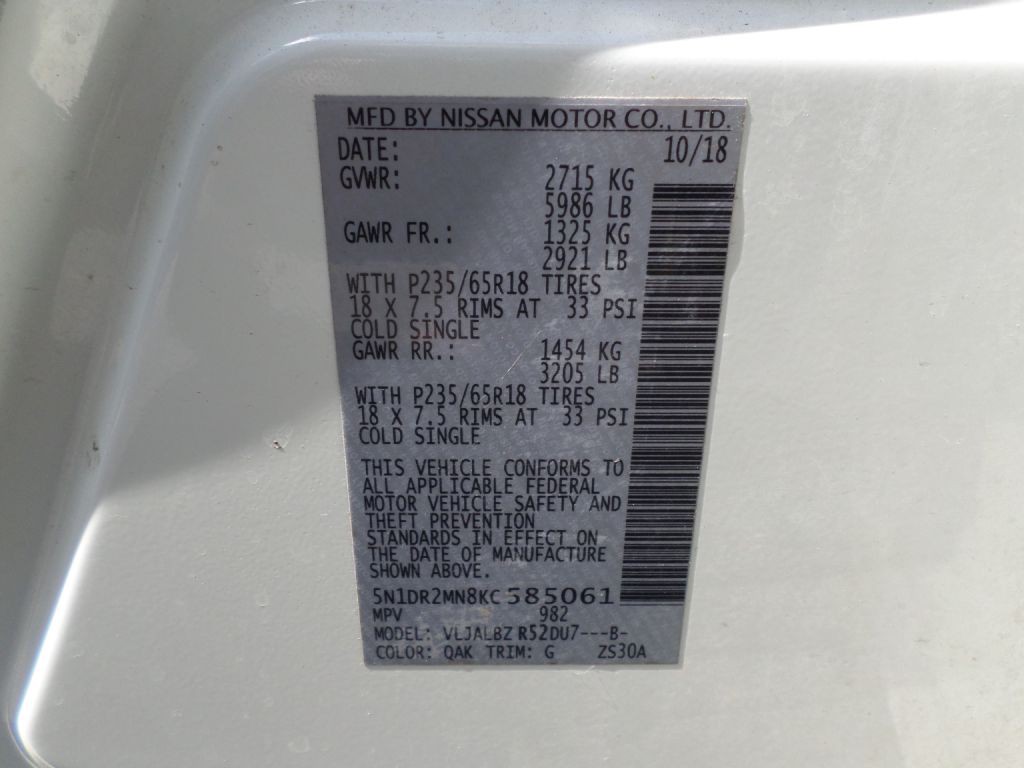 MFD BY NISSAN MOTOR CO., LTD.
DATE: 10/18
GVWR: 2715 KG
5986 LB
GAWR FR.: 1325 KG
2921 LB
WITH P235/65R18 TIRES
18 X 7.5 RIMS AT 33 PSI
COLD SINGLE
GAWR RR.: 1454 KG
3205 LB
WITH P235/65R18 TIRES
18 X 7.5 RIMS AT 33 PSI
COLD SINGLE
THIS VEHICLE CONFORMS TO
ALL APPLICABLE FEDERAL
MOTOR VEHICLE SAFETY AND
THEFT PREVENTION
STANDARDS IN EFFECT ON
THE DATE OF MANUFACTURE
SHOWN ABOVE.
5N1DR2MN8KC585061
MPV 982
MODEL: VLJALBZ R52DU7---B-
COLOR: QAK TRIM: G ZS30A